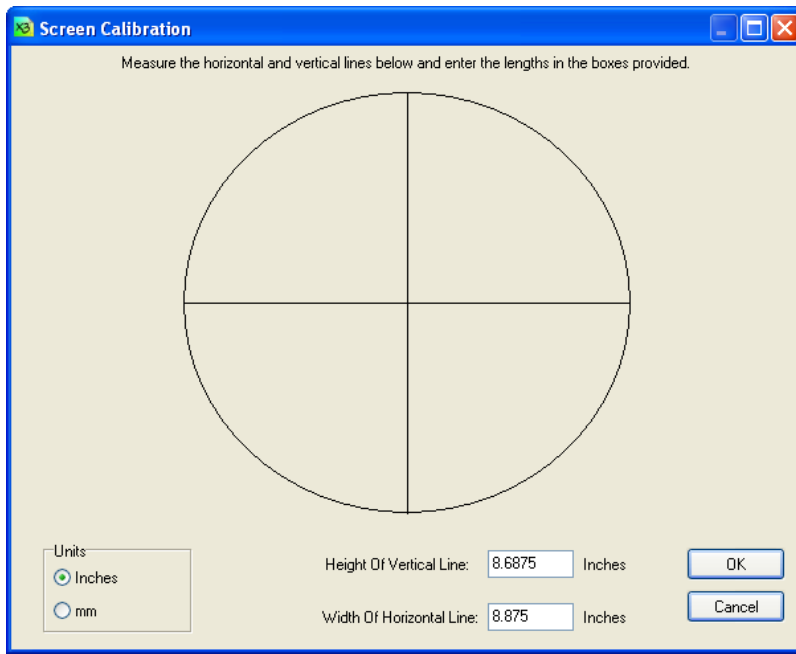 X3 Screen Calibration
Measure the horizontal and vertical lines below and enter the lengths in the boxes provided.
Units
Inches
mm
Height Of Vertical Line: 8.6875 Inches
Width Of Horizontal Line: 8.875 Inches
OK
Cancel